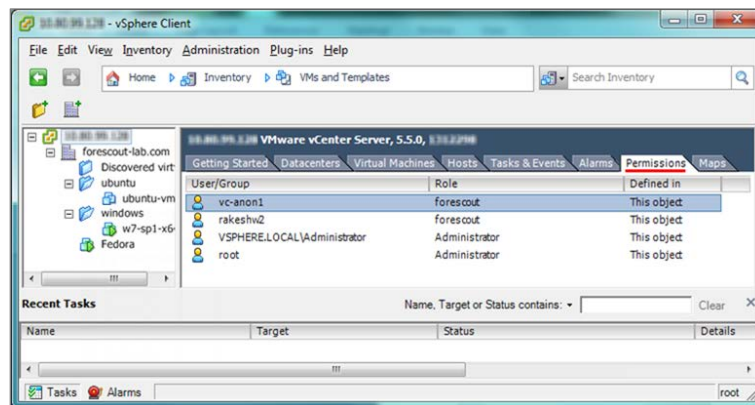 - vSphere Client
File Edit View Inventory Administration Plug-ins Help
Home Inventory VMs and Templates Search Inventory
VMware vCenter Server, 5.5.0,
forescout-lab.com
Discovered virt
ubuntu
ubuntu-vm
windows
w7-sp1-x6
Fedora
Getting Started Datacenters Virtual Machines Hosts Tasks & Events Alarms Permissions Maps
User/Group Role Defined in
vc-anon1 forescout This object
rakeshw2 forescout This object
VSPHERE.LOCAL\Administrator Administrator This object
root Administrator This object
Recent Tasks Name, Target or Status contains: Clear
Name Target Status Details
Tasks Alarms root